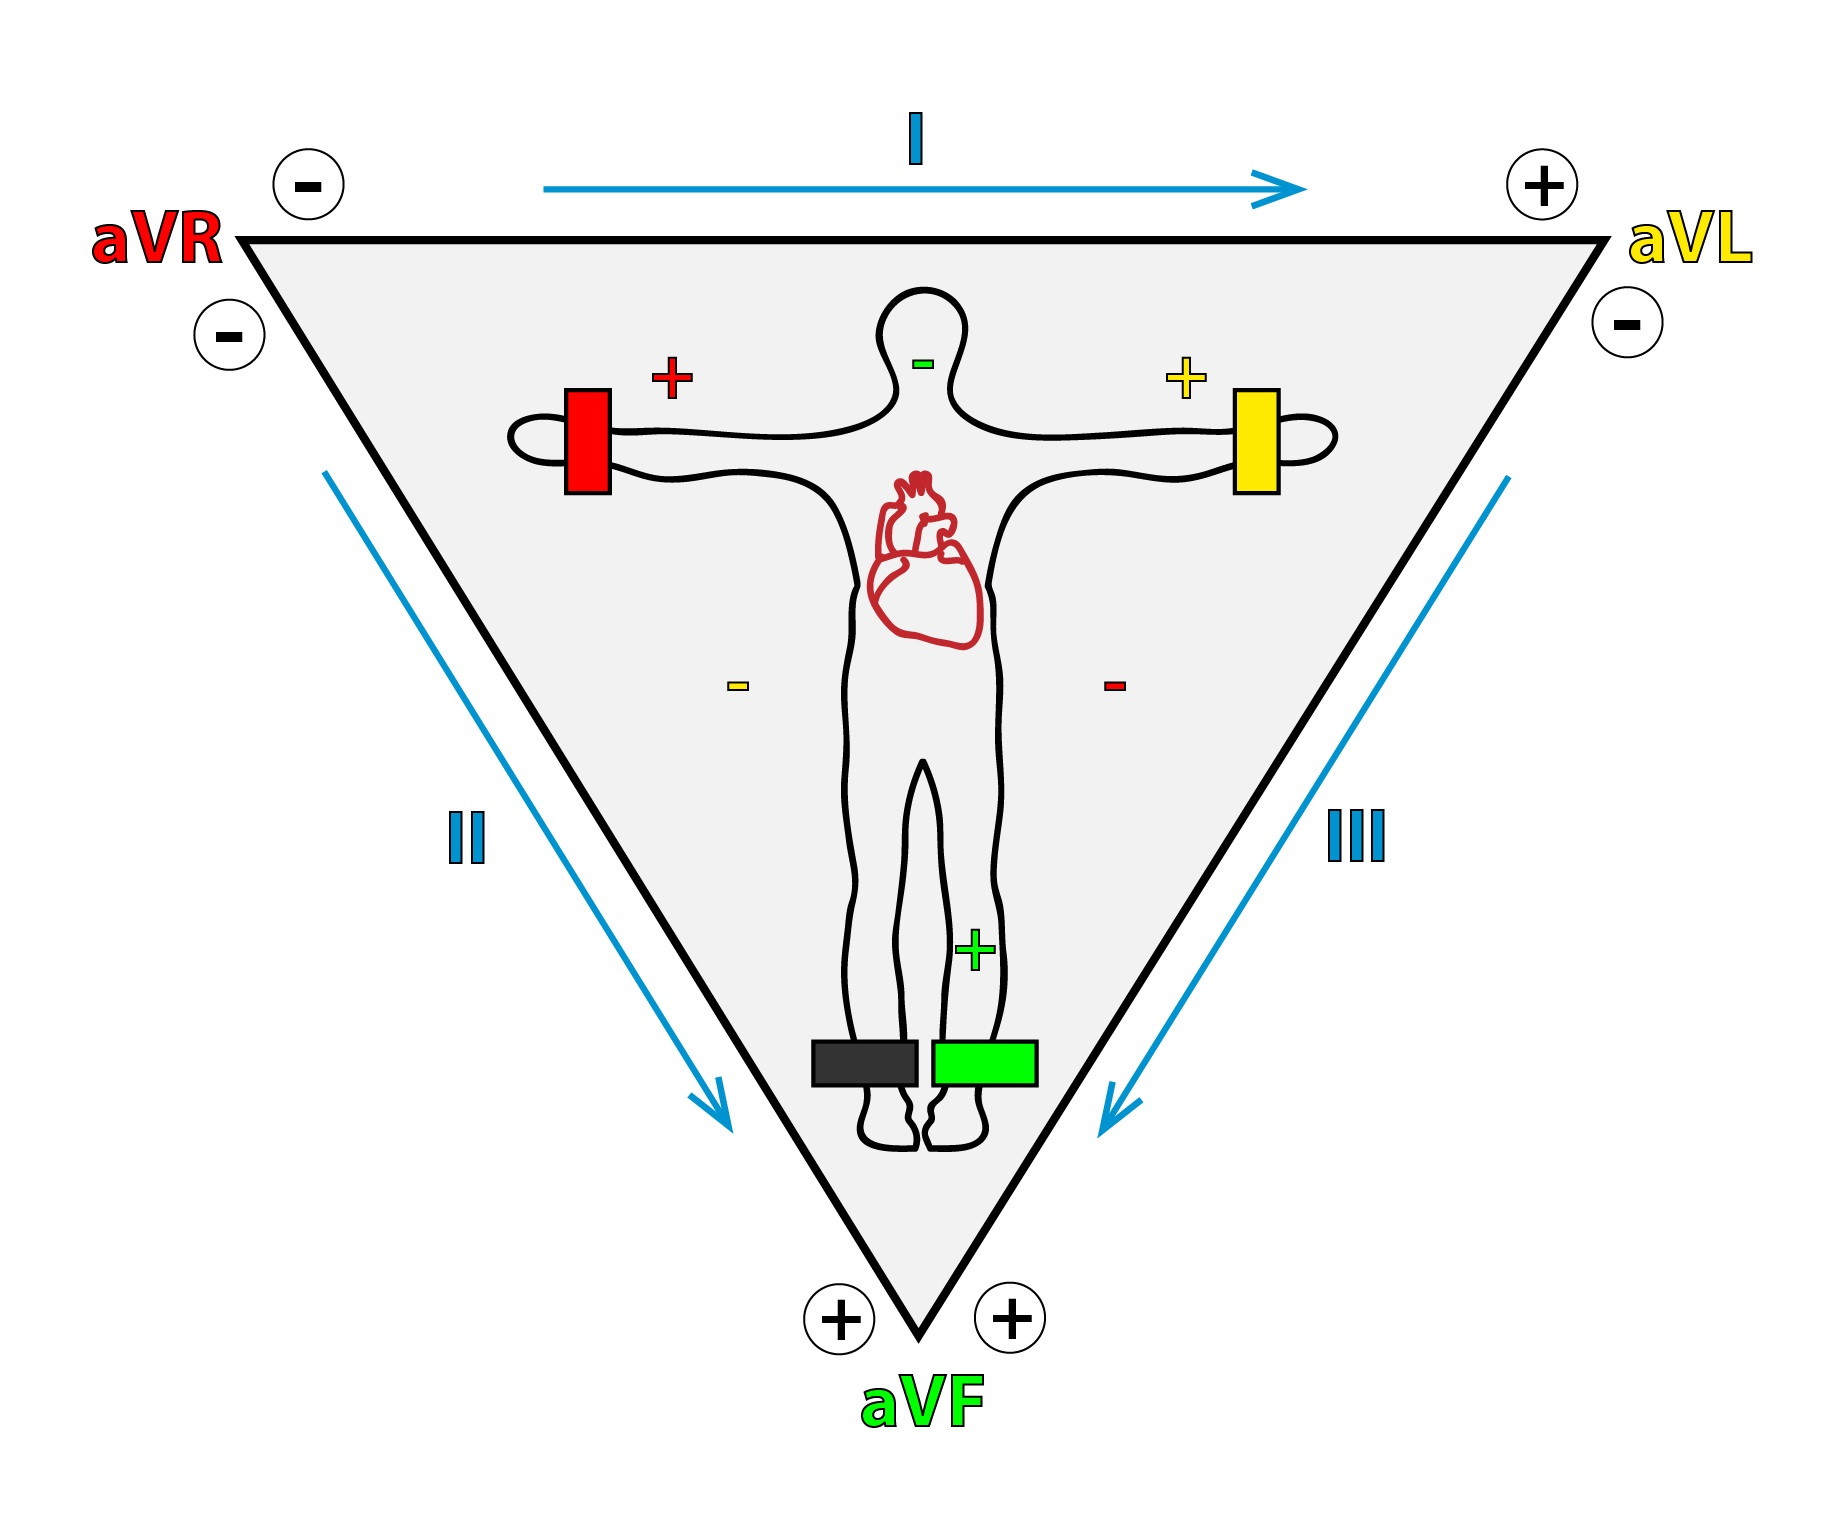 I
- +
aVR aVL
- -
+ - +
- -
II III
+
+ +
aVF